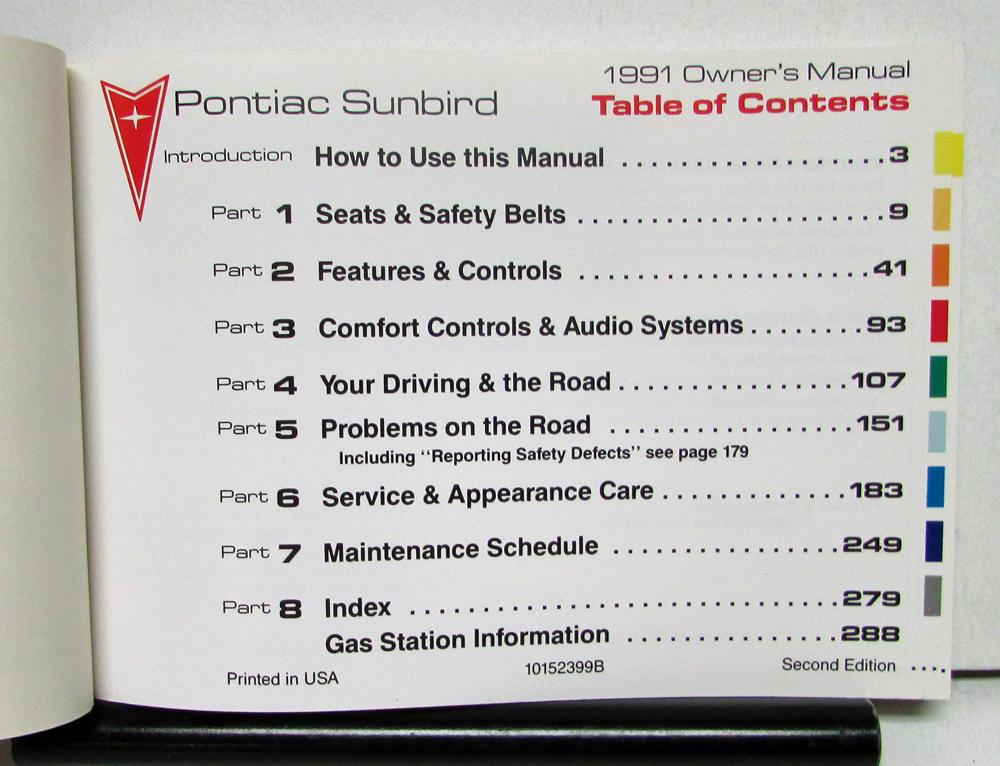 Pontiac Sunbird
1991 Owner's Manual
Table of Contents
Introduction How to Use this Manual ...................3
Part 1 Seats & Safety Belts ......................9
Part 2 Features & Controls ....................41
Part 3 Comfort Controls & Audio Systems........93
Part 4 Your Driving & the Road................107
Part 5 Problems on the Road .................151
Including "Reporting Safety Defects" see page 179
Part 6 Service & Appearance Care.............183
Part 7 Maintenance Schedule ................249
Part 8 Index ..............................279
Gas Station Information ...............288
Printed in USA 10152399B Second Edition ....